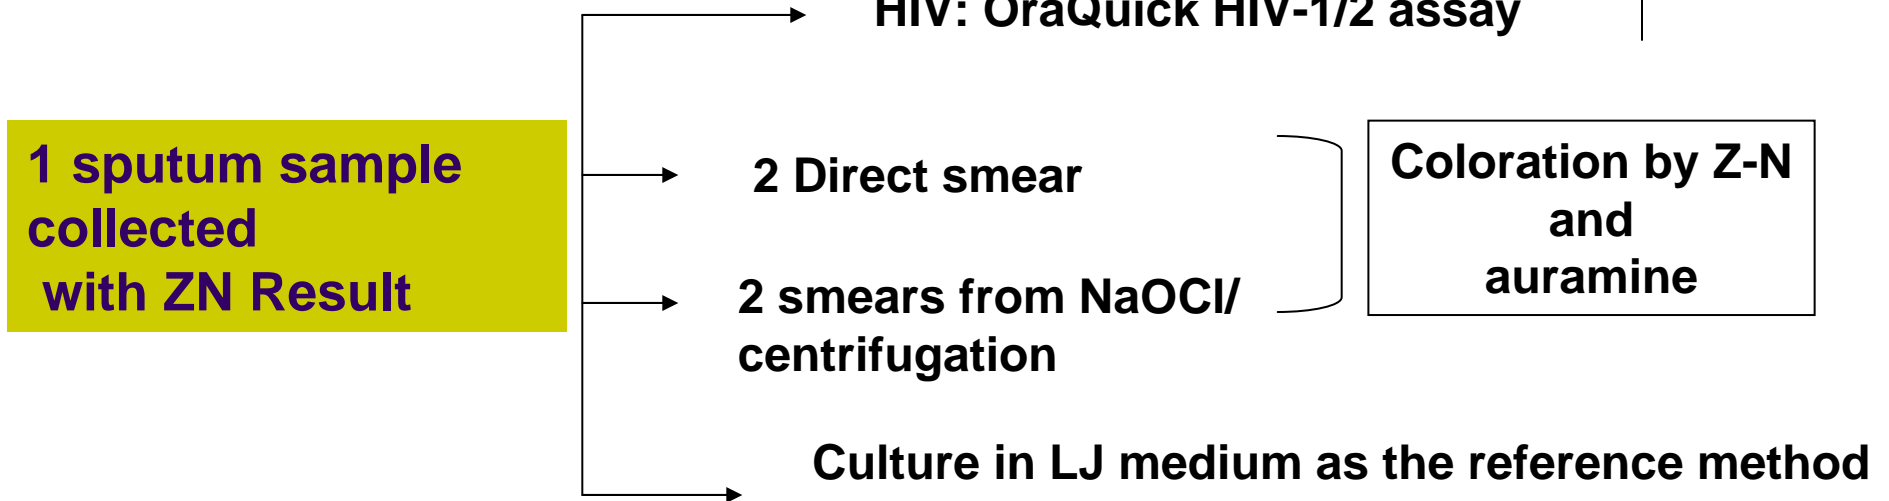 HIV: OraQuick HIV-1/2 assay
1 sputum sample
collected
with ZN Result
2 Direct smear
2 smears from NaOCl/
centrifugation
Coloration by Z-N
and
auramine
Culture in LJ medium as the reference method